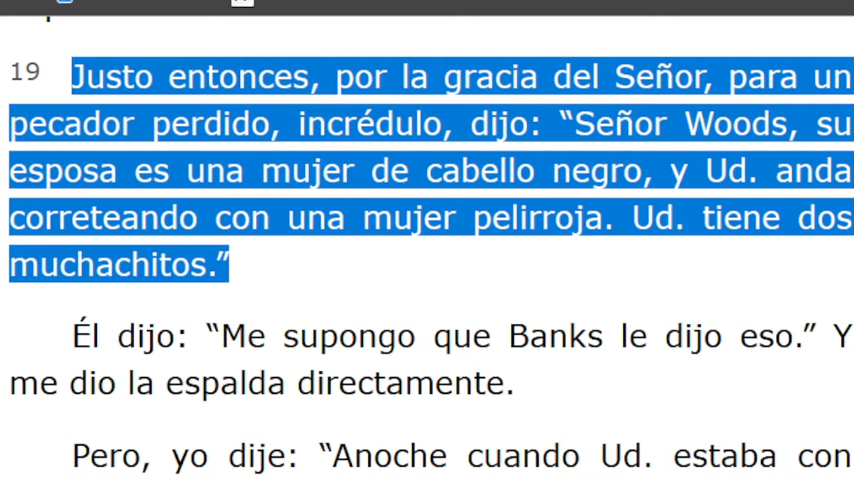 19 Justo entonces, por la gracia del Señor, para un
pecador perdido, incrédulo, dijo: “Señor Woods, su
esposa es una mujer de cabello negro, y Ud. anda
correteando con una mujer pelirroja. Ud. tiene dos
muchachitos.”
Él dijo: “Me supongo que Banks le dijo eso.” Y
me dio la espalda directamente.
Pero, yo dije: “Anoche cuando Ud. estaba con